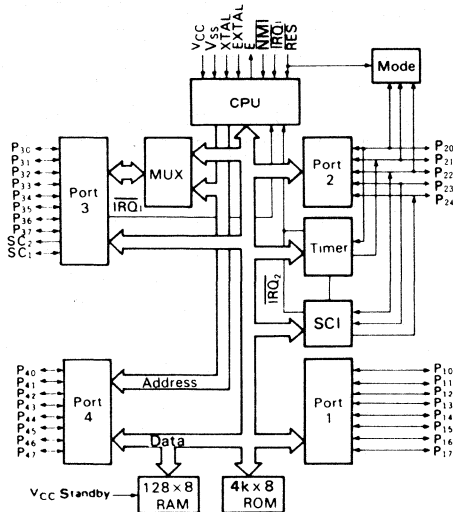 VCC
VSS
XTAL
EXTAL
E
NMI
IRQ1
RES
Mode
CPU
P30
P31
P32
P33
P34
P35
P36
P37
SC2
SC1
Port
3
MUX
IRQ1
Port
2
P20
P21
P22
P23
P24
Timer
IRQ2
SCI
P40
P41
P42
P43
P44
P45
P46
P47
Port
4
Address
Data
Port
1
P10
P11
P12
P13
P14
P15
P16
P17
VCC Standby
128×8
RAM
4k×8
ROM